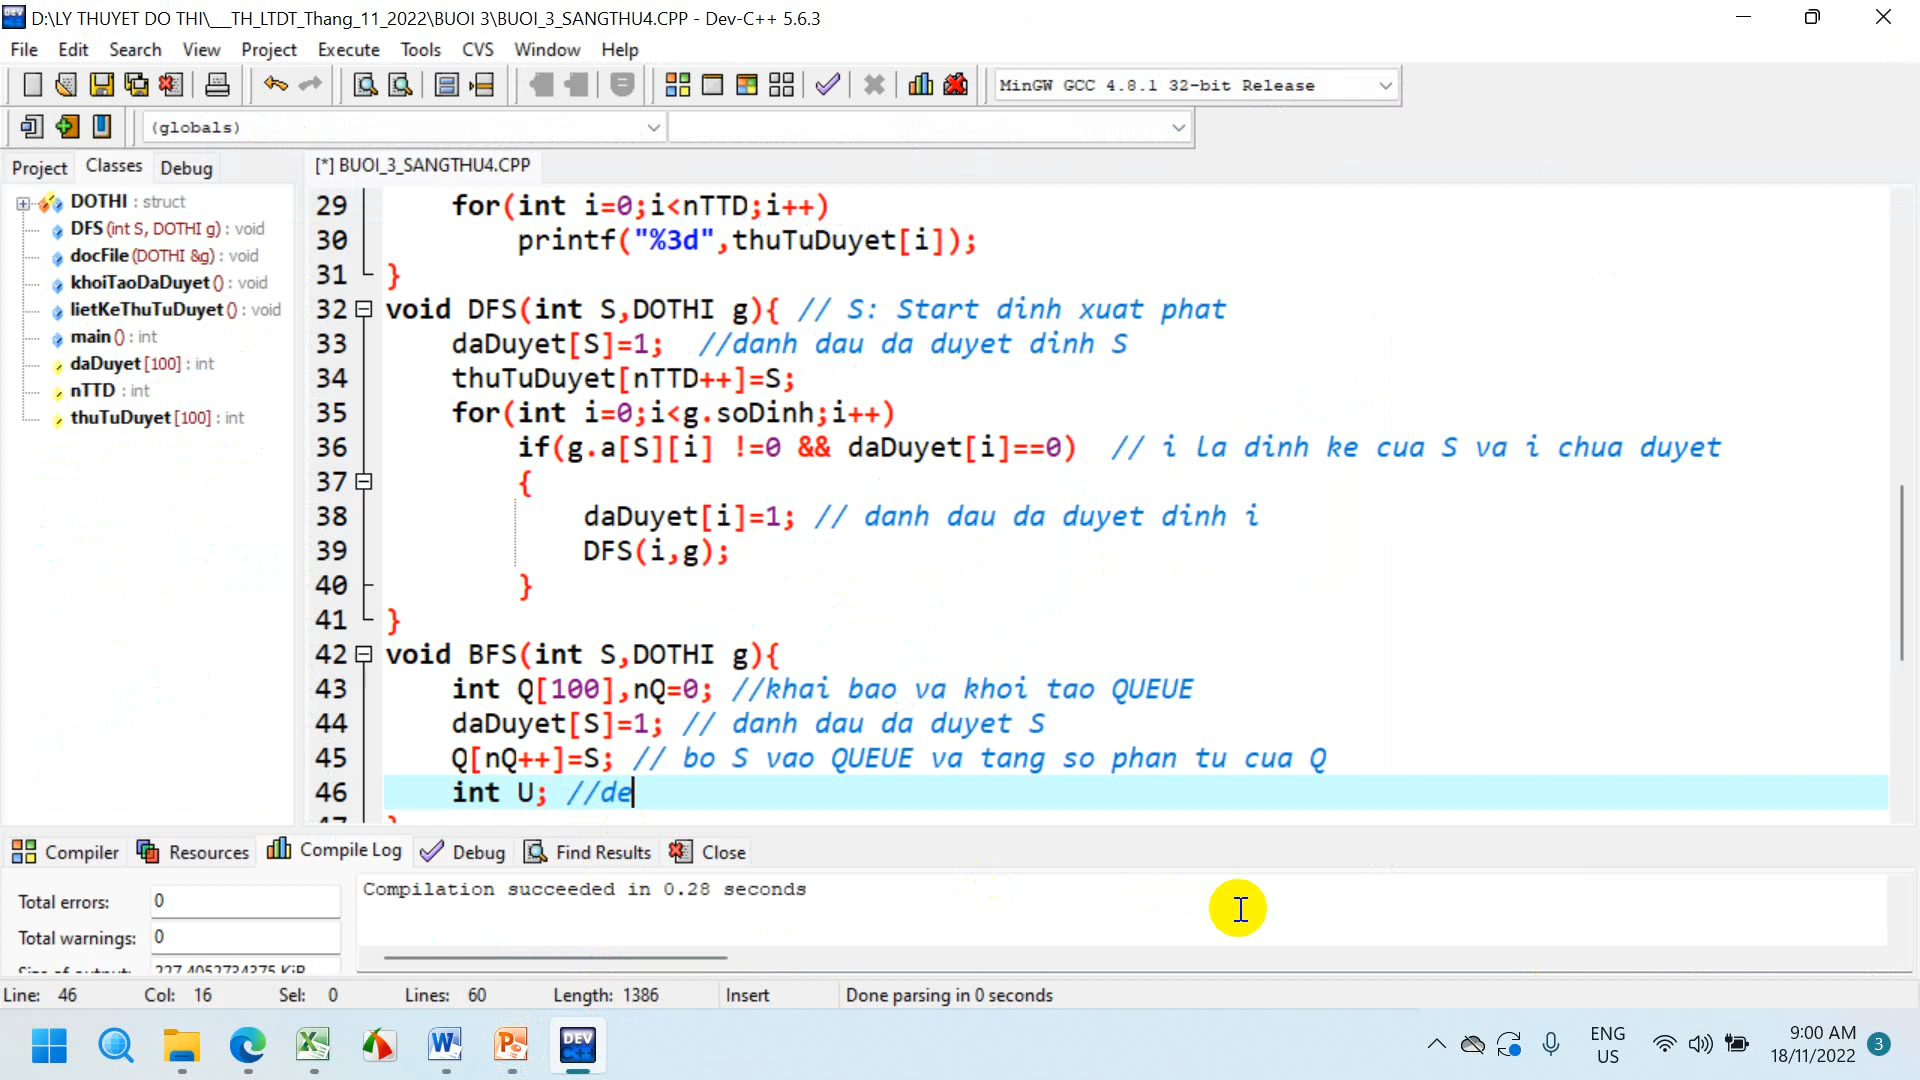 D:\LY THUYET DO THI\__TH_LTDT_Thang_11_2022\BUOI 3\BUOI_3_SANGTHU4.CPP - Dev-C++ 5.6.3
File Edit Search View Project Execute Tools CVS Window Help
MinGW GCC 4.8.1 32-bit Release
(globals)
Project Classes Debug
[*] BUOI_3_SANGTHU4.CPP
DOTHI : struct
DFS (int S, DOTHI g) : void
docFile (DOTHI &g) : void
khoiTaoDaDuyet () : void
lietKeThuTuDuyet () : void
main () : int
daDuyet [100] : int
nTTD : int
thuTuDuyet [100] : int
29 for(int i=0;i<nTTD;i++)
30 printf("%3d",thuTuDuyet[i]);
31 }
32 void DFS(int S,DOTHI g){ // S: Start dinh xuat phat
33 daDuyet[S]=1; //danh dau da duyet dinh S
34 thuTuDuyet[nTTD++]=S;
35 for(int i=0;i<g.soDinh;i++)
36 if(g.a[S][i] !=0 && daDuyet[i]==0) // i la dinh ke cua S va i chua duyet
37 {
38 daDuyet[i]=1; // danh dau da duyet dinh i
39 DFS(i,g);
40 }
41 }
42 void BFS(int S,DOTHI g){
43 int Q[100],nQ=0; //khai bao va khoi tao QUEUE
44 daDuyet[S]=1; // danh dau da duyet S
45 Q[nQ++]=S; // bo S vao QUEUE va tang so phan tu cua Q
46 int U; //de
Compiler Resources Compile Log Debug Find Results Close
Total errors: 0
Total warnings: 0
Compilation succeeded in 0.28 seconds
Line: 46 Col: 16 Sel: 0 Lines: 60 Length: 1386 Insert Done parsing in 0 seconds
DEV C++
ENG
US
9:00 AM
18/11/2022
3